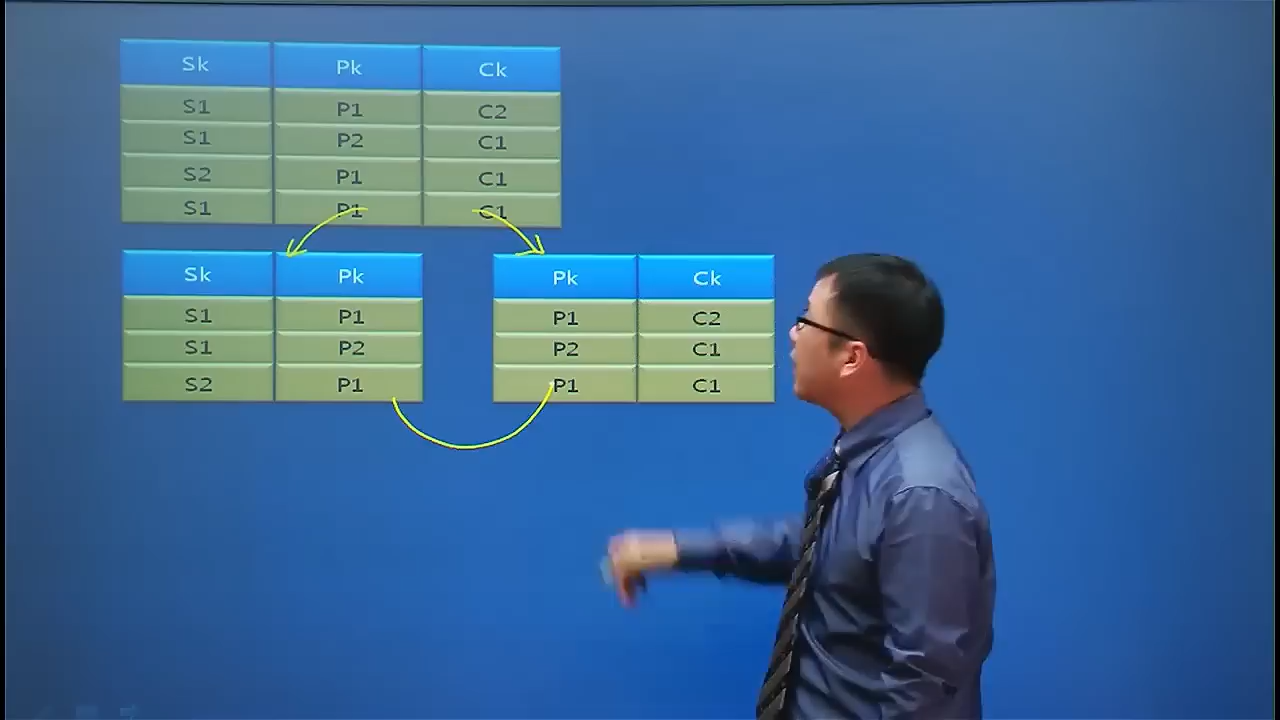 Sk Pk Ck
S1 P1 C2
S1 P2 C1
S2 P1 C1
S1 P1 C1
Sk Pk
S1 P1
S1 P2
S2 P1
Pk Ck
P1 C2
P2 C1
P1 C1